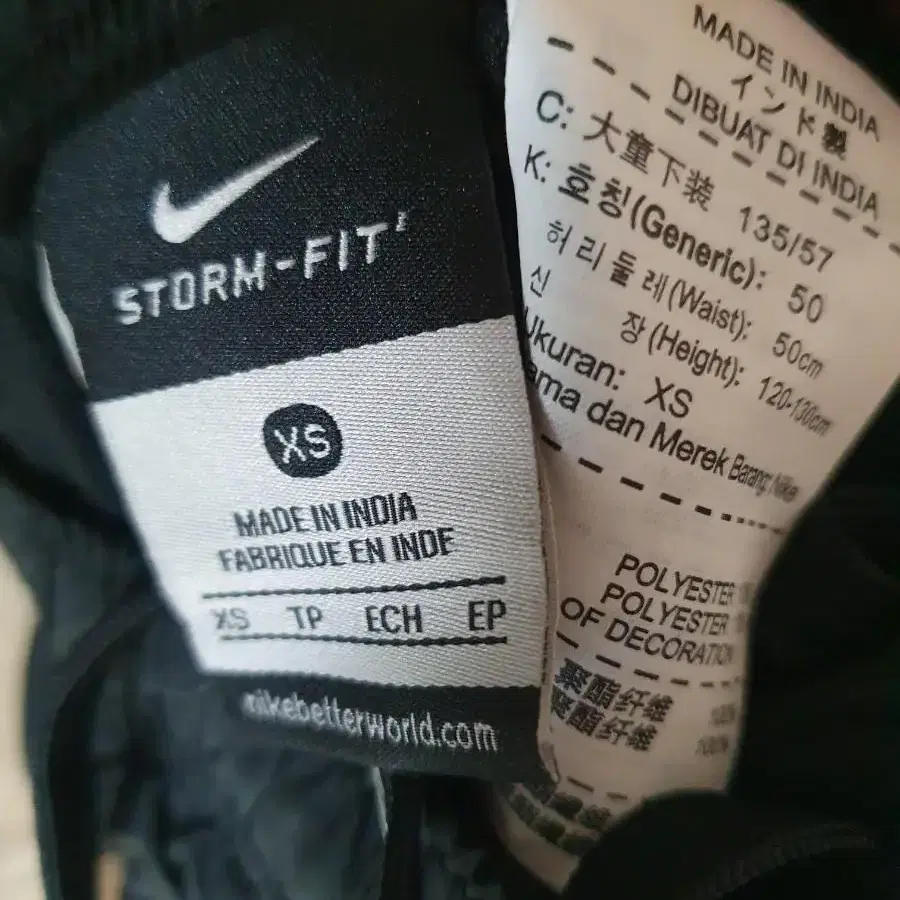 STORM-FIT
XS
MADE IN INDIA
FABRIQUE EN INDE
XS TP ECH EP
nikebetterworld.com
MADE IN INDIA
インド製
DIBUAT DI INDIA
C: 大童下装 135/57
K: 호칭(Generic): 50
허 리 둘 레(Waist): 50cm
신 장 (Height): 120-130cm
Ukuran: XS
dan Merek Barang: Nike
POLYESTER
POLYESTER
OF DECORATION
聚酯纤维 100%
聚酯纤维 100%